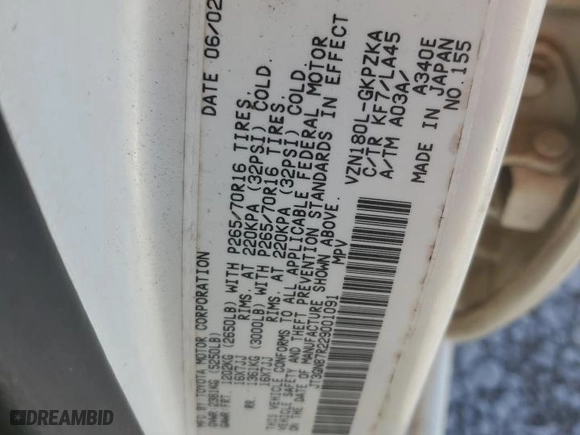 MFD. BY TOYOTA MOTOR CORPORATION DATE 06/02
GVWR 2381KG (5250LB)
GAWR FRT. 1202KG (2650LB) WITH P265/70R16 TIRES,
16X7JJ RIMS, AT 220KPA (32PSI) COLD.
RR. 1361KG (3000LB) WITH P265/70R16 TIRES,
16X7JJ RIMS, AT 220KPA (32PSI) COLD.
THIS VEHICLE CONFORMS TO ALL APPLICABLE FEDERAL MOTOR
VEHICLE SAFETY AND THEFT PREVENTION STANDARDS IN EFFECT
ON THE DATE OF MANUFACTURE SHOWN ABOVE.
JT3GN87R229001091 MPV
VZN180L-GKPZKA
C/TR KF7/LA45
A/TM A03A/ A340E
MADE IN JAPAN
NO.155
DREAMBID